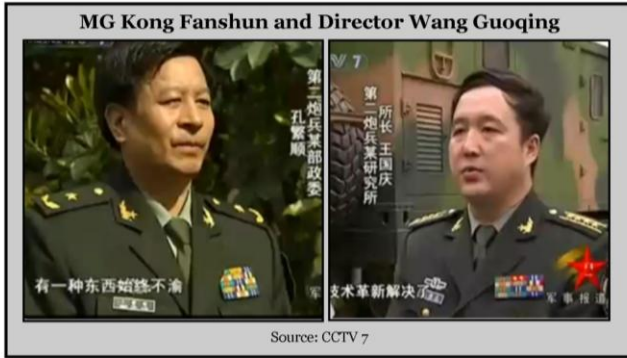 MG Kong Fanshun and Director Wang Guoqing
第二炮兵某部政委
孔繁顺
有一种东西始终不渝
军
V 7
所长 王国庆
第二炮兵某研究所
技术革新解决了
军事报道
Source: CCTV 7